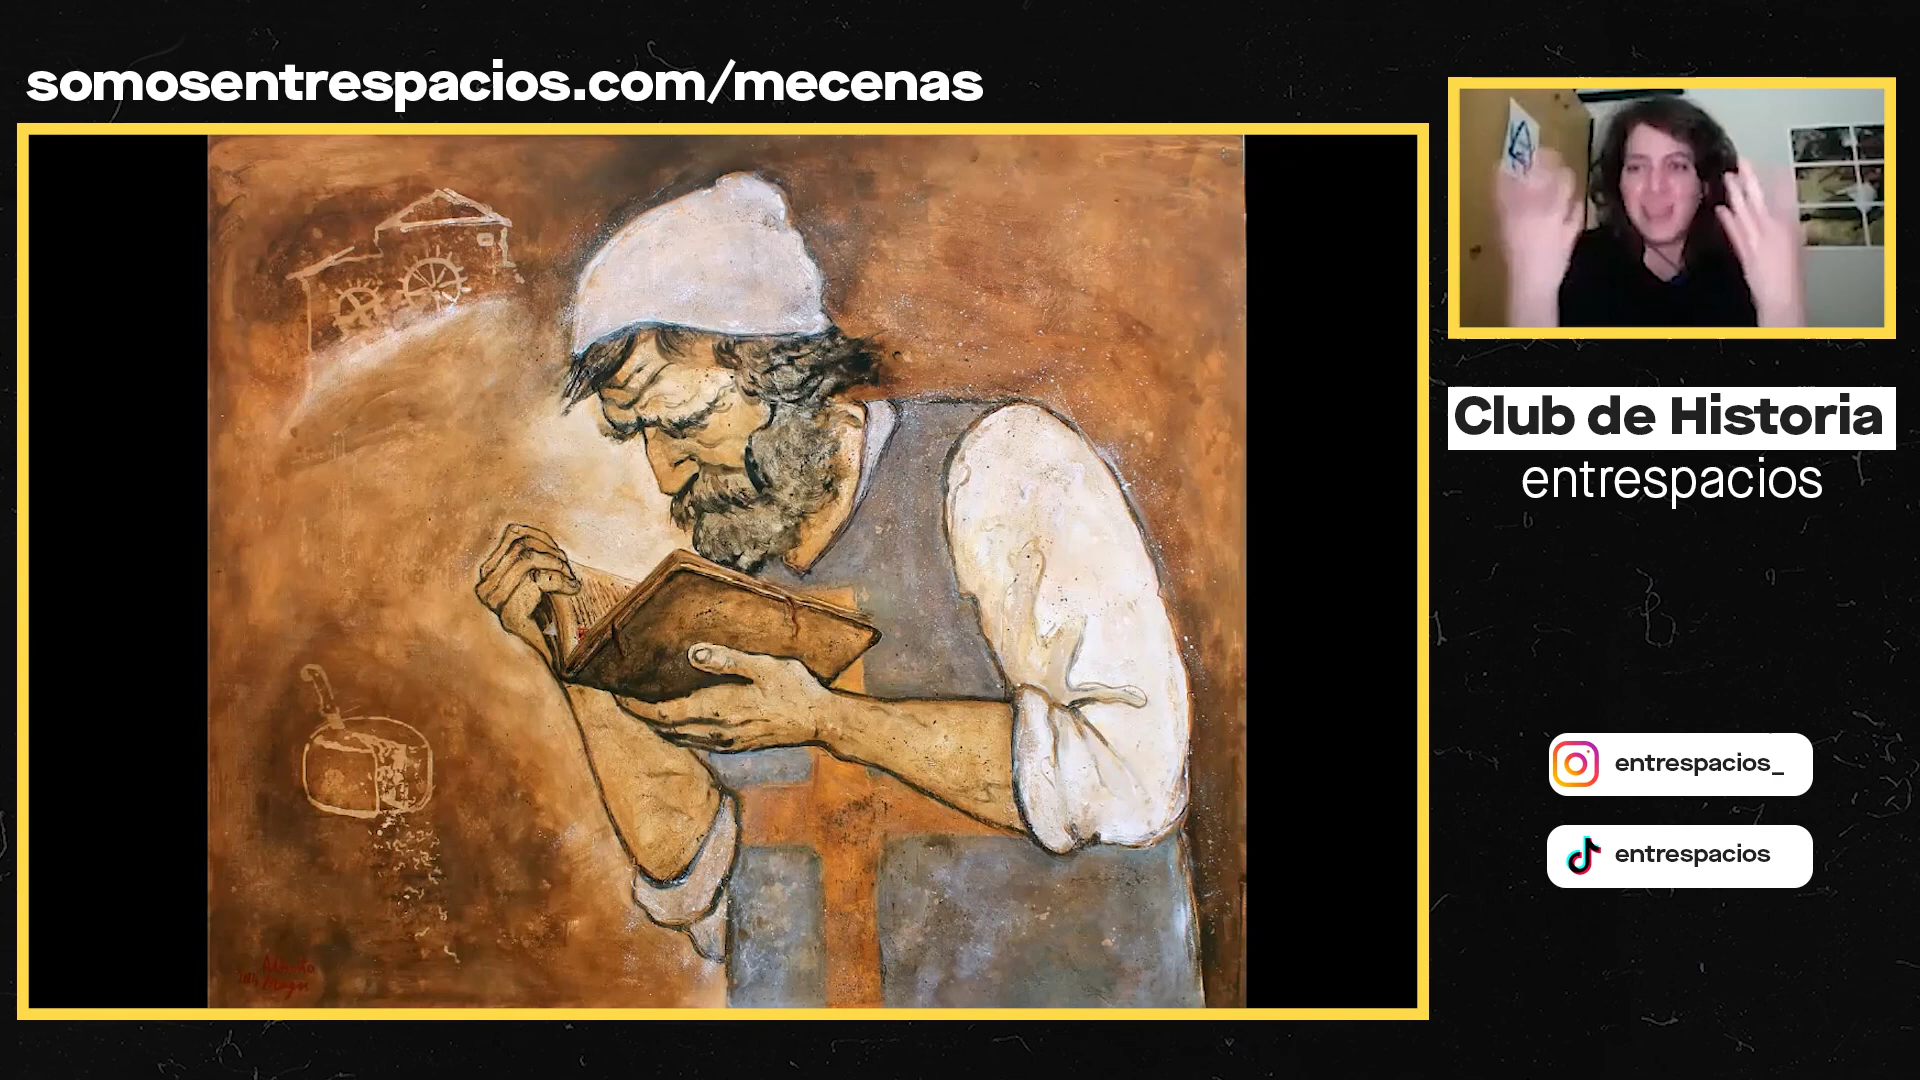 somosentrespacios.com/mecenas
Club de Historia
entrespacios
entrespacios_
entrespacios